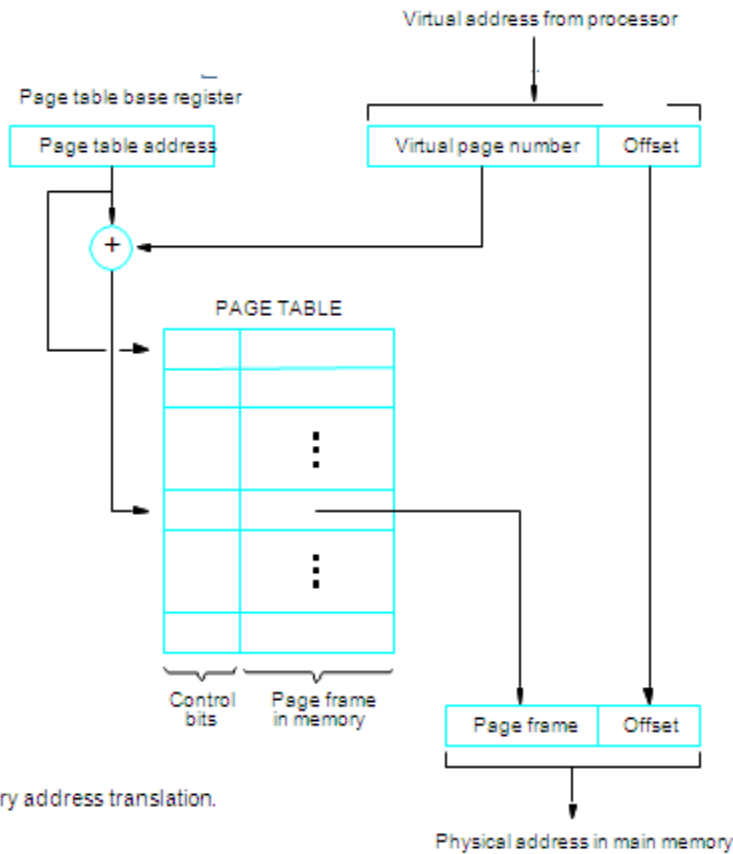 Virtual address from processor
Page table base register
Page table address
Virtual page number
Offset
+
PAGE TABLE
Control
bits
Page frame
in memory
Page frame
Offset
ry address translation.
Physical address in main memory